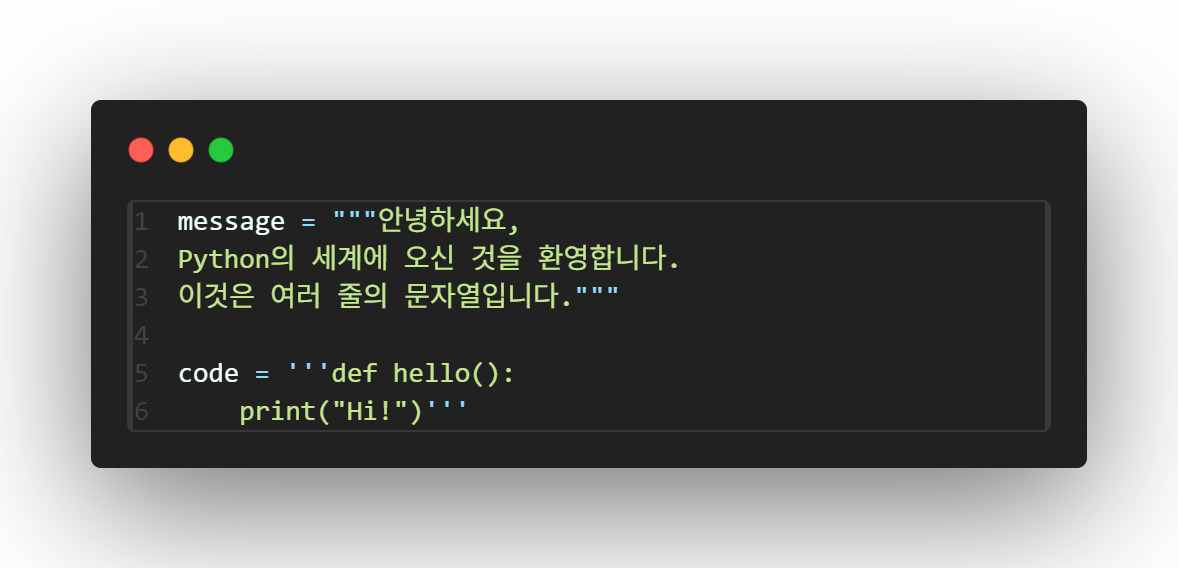 1 message = """안녕하세요,
2 Python의 세계에 오신 것을 환영합니다.
3 이것은 여러 줄의 문자열입니다."""
4
5 code = '''def hello():
6     print("Hi!")'''